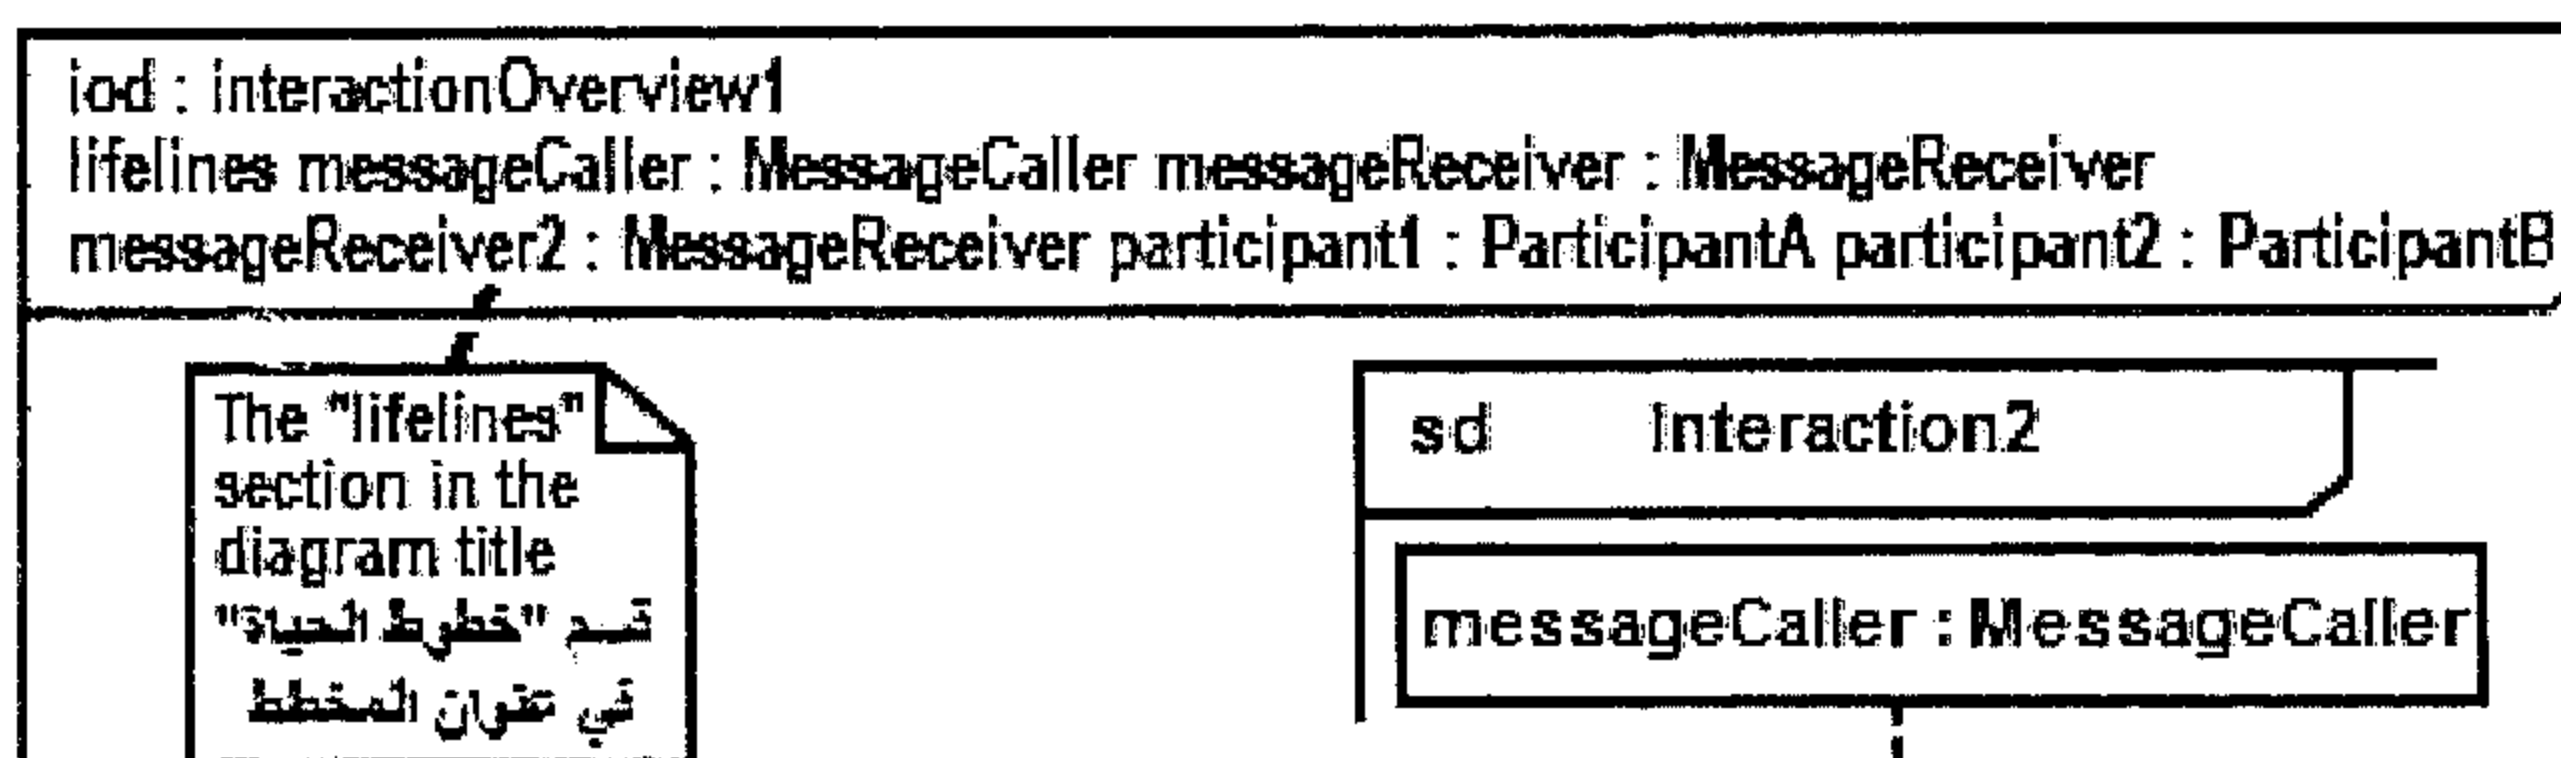 iod : interactionOverview1
lifelines messageCaller : MessageCaller messageReceiver : MessageReceiver
messageReceiver2 : MessageReceiver participant1 : ParticipantA participant2 : ParticipantB
The "lifelines"
section in the
diagram title
قسم "خطوط الحياة"
في عنوان المخطط
sd Interaction2
messageCaller : MessageCaller